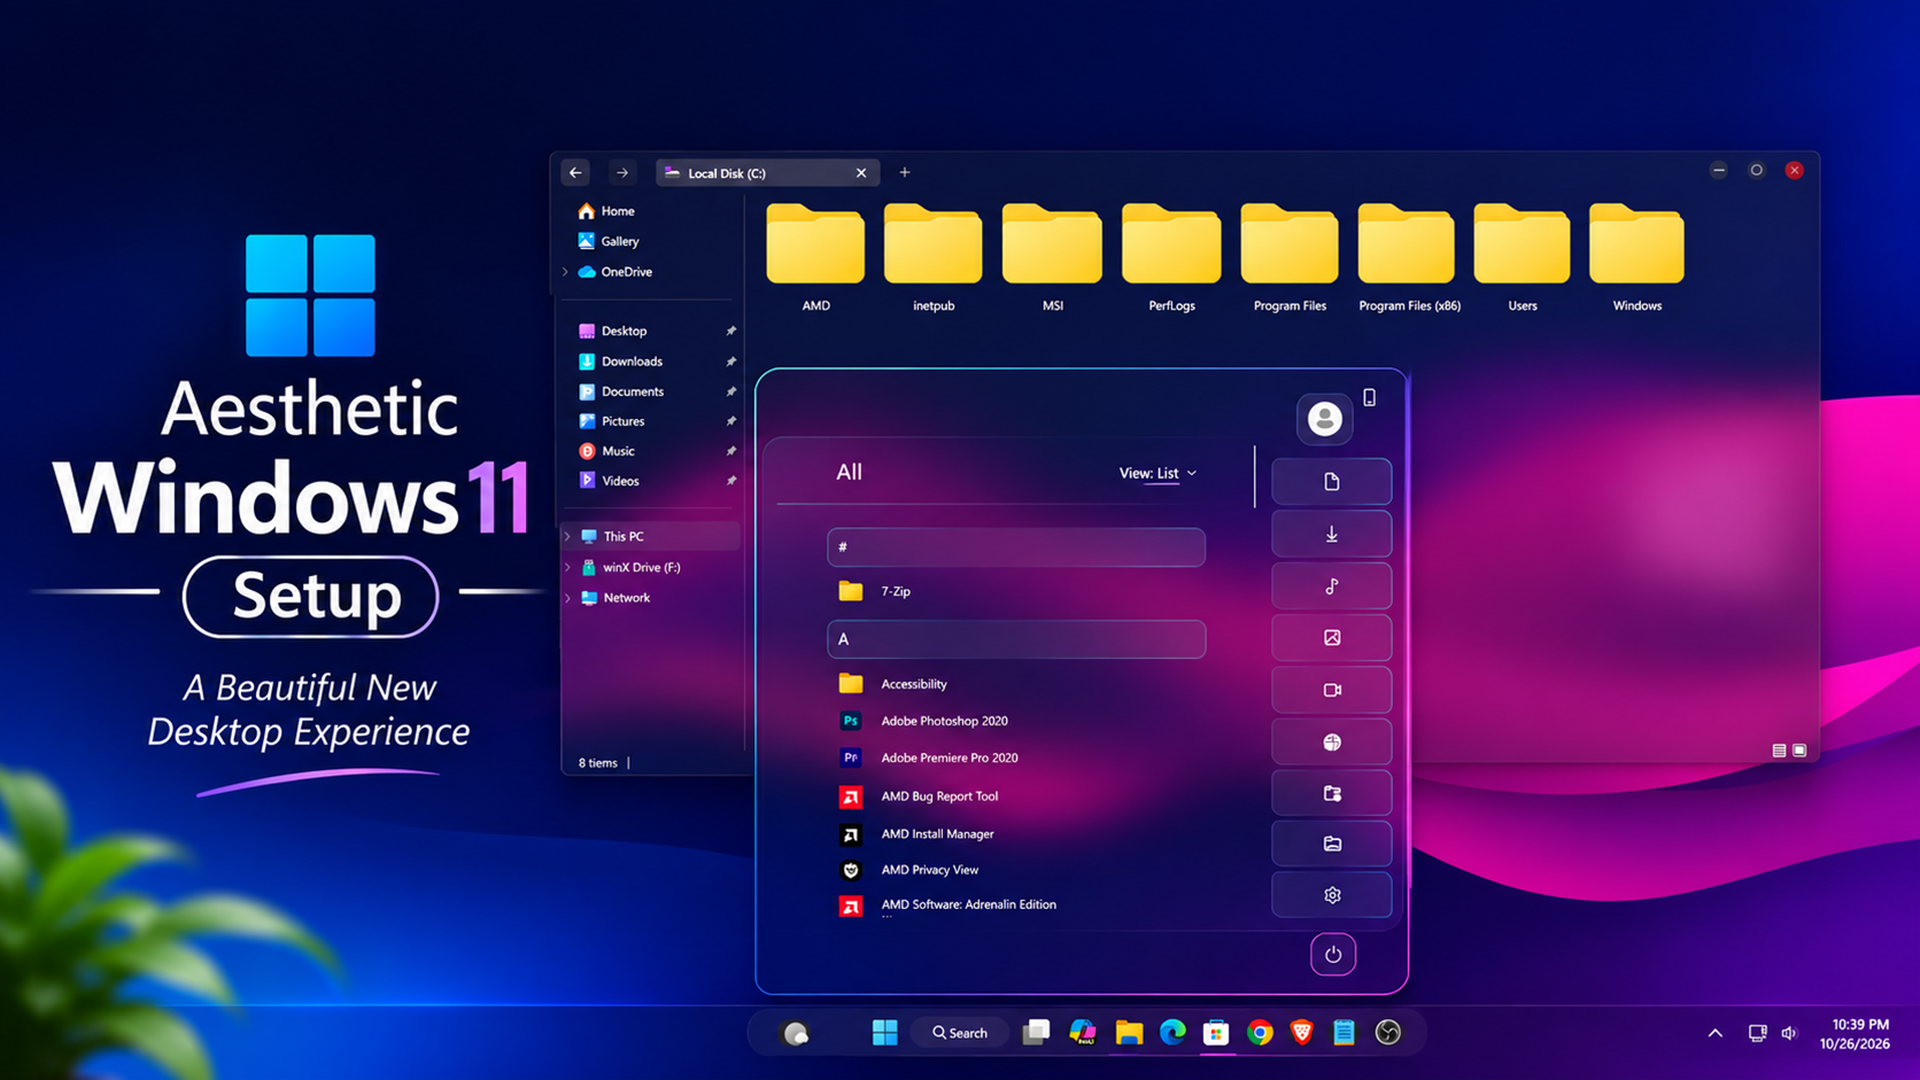 Aesthetic
Windows 11
Setup
A Beautiful New
Desktop Experience
Local Disk (C:)
Home
Gallery
OneDrive
Desktop
Downloads
Documents
Pictures
Music
Videos
This PC
winX Drive (F:)
Network
8 tiems
AMD
inetpub
MSI
PerfLogs
Program Files
Program Files (x86)
Users
Windows
All
View: List
#
7-Zip
A
Accessibility
Ps
Adobe Photoshop 2020
Pr
Adobe Premiere Pro 2020
AMD Bug Report Tool
AMD Install Manager
AMD Privacy View
AMD Software: Adrenalin Edition
Search
10:39 PM
10/26/2026